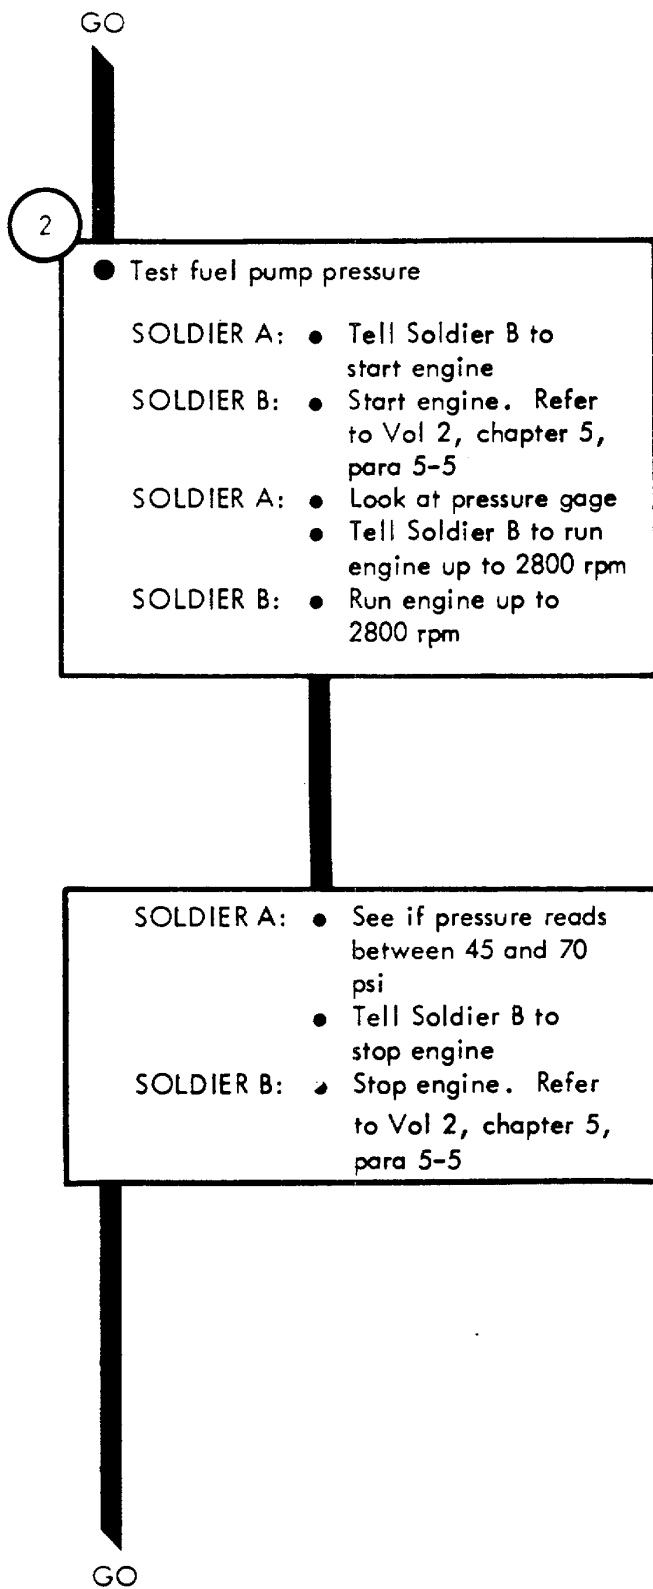 GO
2
● Test fuel pump pressure
SOLDIER A: ● Tell Soldier B to
start engine
SOLDIER B: ● Start engine. Refer
to Vol 2, chapter 5,
para 5-5
SOLDIER A: ● Look at pressure gage
● Tell Soldier B to run
engine up to 2800 rpm
SOLDIER B: ● Run engine up to
2800 rpm
SOLDIER A: ● See if pressure reads
between 45 and 70
psi
● Tell Soldier B to
stop engine
SOLDIER B: ● Stop engine. Refer
to Vol 2, chapter 5,
para 5-5
GO